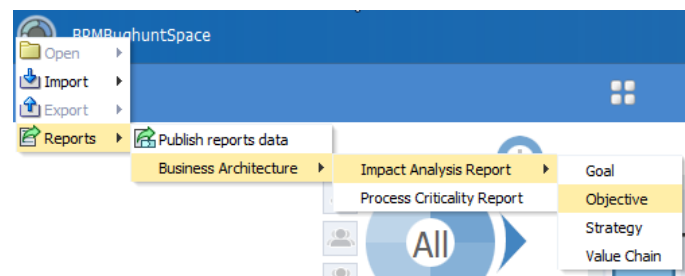 BPMBughuntSpace
Open
Import
Export
Reports
Publish reports data
Business Architecture
Impact Analysis Report
Process Criticality Report
Goal
Objective
Strategy
Value Chain
All